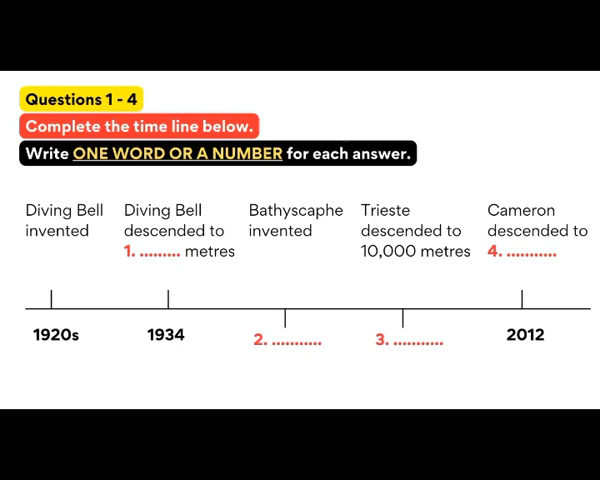 Questions 1 - 4
Complete the time line below.
Write ONE WORD OR A NUMBER for each answer.
Diving Bell
invented
Diving Bell
descended to
1. ......... metres
Bathyscaphe
invented
Trieste
descended to
10,000 metres
Cameron
descended to
4. ...........
1920s
1934
2. ...........
3. ...........
2012